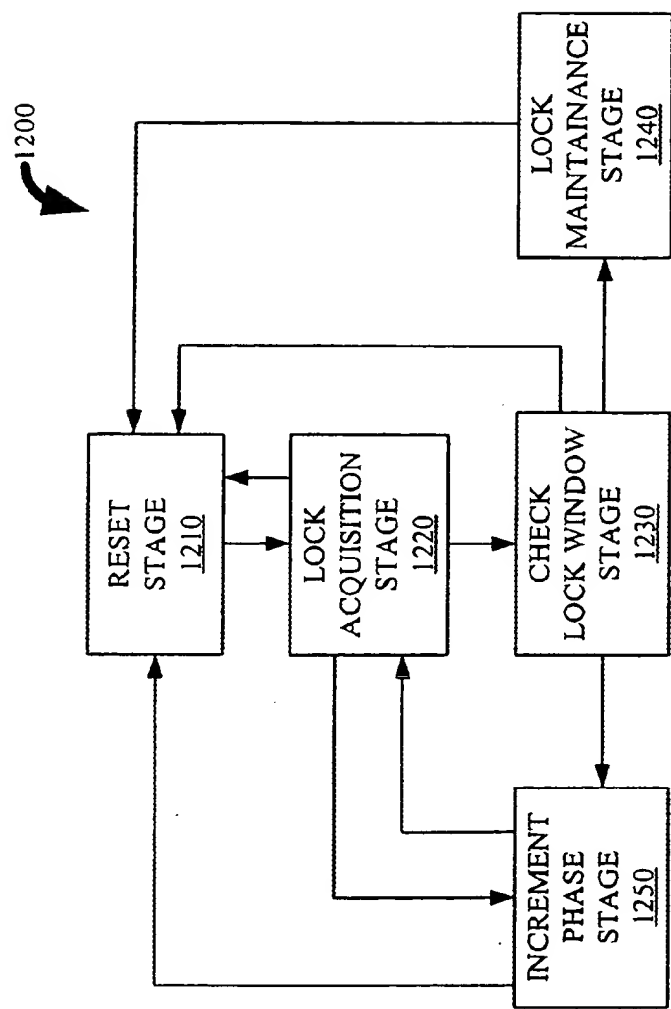 1200
RESET
STAGE
1210
LOCK
ACQUISITION
STAGE
1220
CHECK
LOCK WINDOW
STAGE
1230
LOCK
MAINTAINANCE
STAGE
1240
INCREMENT
PHASE
STAGE
1250